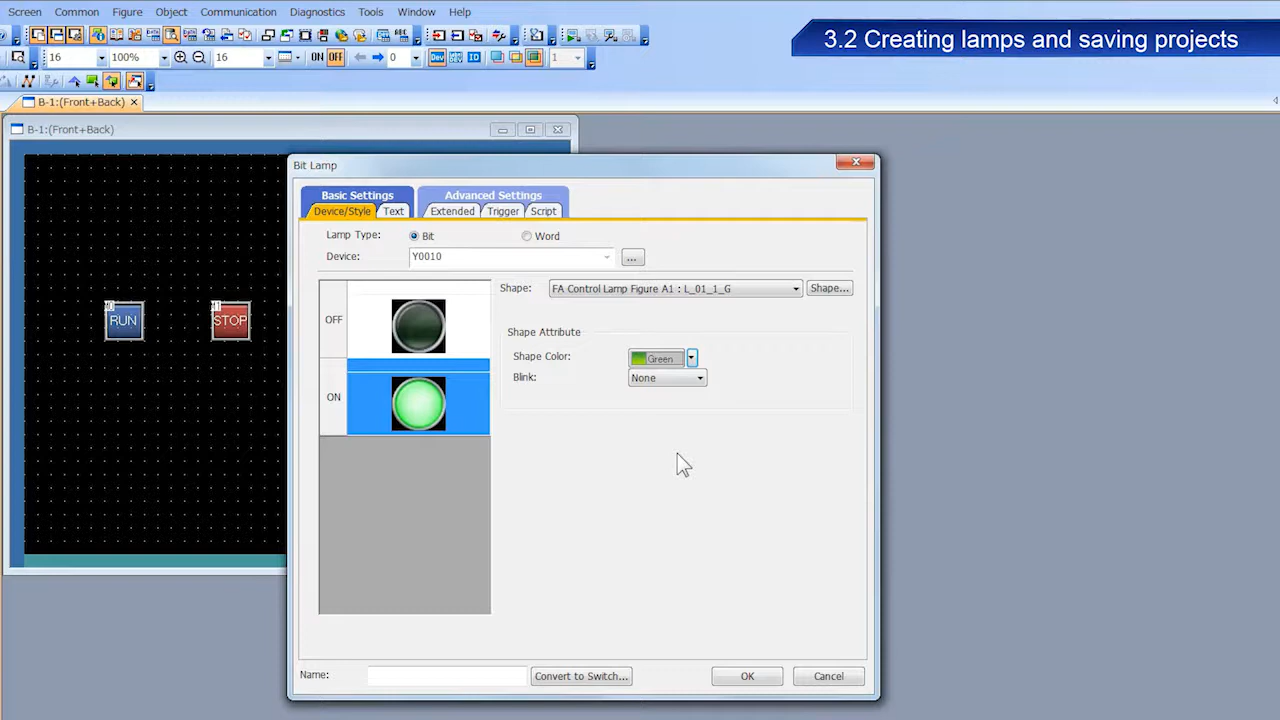 Screen Common Figure Object Communication Diagnostics Tools Window Help
3.2 Creating lamps and saving projects
16 100% 16 ON OFF 0 Dev ID 1
B-1:(Front+Back)
B-1:(Front+Back)
Bit Lamp
Basic Settings Advanced Settings
Device/Style Text Extended Trigger Script
Lamp Type: Bit Word
Device: Y0010 ...
Shape: FA Control Lamp Figure A1 : L_01_1_G Shape...
OFF
RUN STOP
Shape Attribute
Shape Color: Green
Blink: None
ON
Name: Convert to Switch... OK Cancel